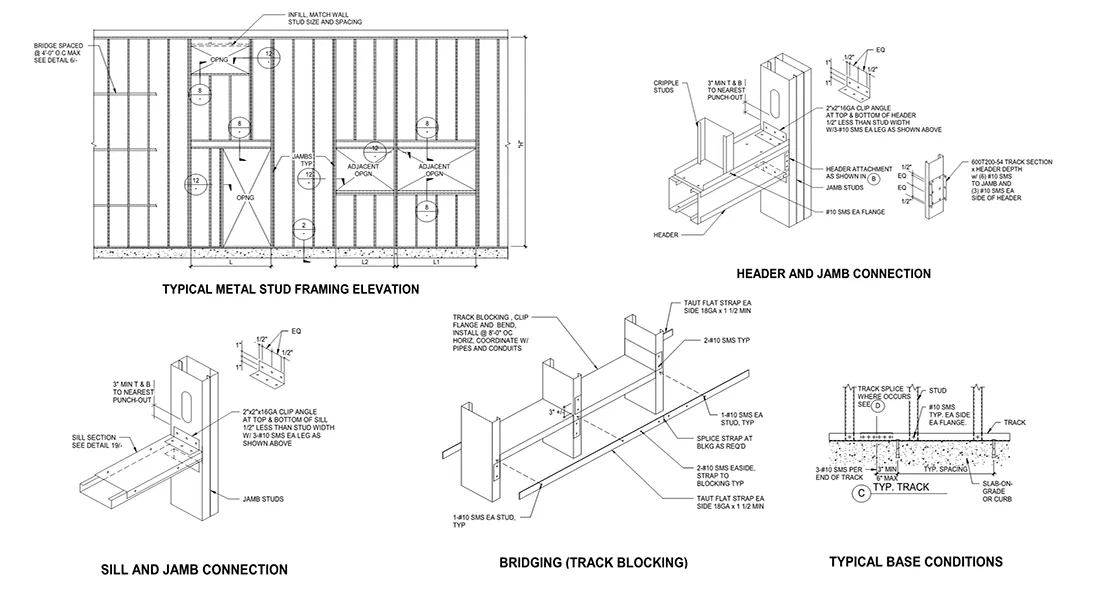 INFILL, MATCH WALL
STUD SIZE AND SPACING
BRIDGE SPACED
@ 4'-0" O.C MAX
SEE DETAIL 6/-
OPNG
12
-
8
-
8
-
8
-
12
-
JAMBS
TYP
12
-
12
-
ADJACENT
OPGN
ADJACENT
OPGN
OPNG
8
-
2
-
"H"
L
L2
L1
TYPICAL METAL STUD FRAMING ELEVATION
CRIPPLE
STUDS
3" MIN T & B
TO NEAREST
PUNCH-OUT
1/2"
EQ
1/2"
1"
1"
2"x2"16GA CLIP ANGLE
AT TOP & BOTTOM OF HEADER
1/2" LESS THAN STUD WIDTH
W/3-#10 SMS EA LEG AS SHOWN ABOVE
HEADER ATTACHMENT
AS SHOWN IN B
JAMB STUDS
#10 SMS EA FLANGE
HEADER
1/2"
EQ
EQ
1/2"
600T200-54 TRACK SECTION
x HEADER DEPTH
w/ (6) #10 SMS
TO JAMB AND
(3) #10 SMS EA
SIDE OF HEADER
HEADER AND JAMB CONNECTION
EQ
1/2"
1/2"
1"
1"
3" MIN T & B
TO NEAREST
PUNCH-OUT
2"x2"x16GA CLIP ANGLE
AT TOP & BOTTOM OF SILL
1/2" LESS THAN STUD WIDTH
W/ 3-#10 SMS EA LEG AS
SHOWN ABOVE
SILL SECTION
SEE DETAIL 19/-
JAMB STUDS
SILL AND JAMB CONNECTION
TRACK BLOCKING , CLIP
FLANGE AND BEND,
INSTALL @ 8'-0" OC
HORIZ, COORDINATE W/
PIPES AND CONDUITS
TAUT FLAT STRAP EA
SIDE 18GA x 1 1/2 MIN
2-#10 SMS TYP
3"
1-#10 SMS EA
STUD, TYP
SPLICE STRAP AT
BLKG AS REQ'D
2-#10 SMS EASIDE,
STRAP TO
BLOCKING TYP
TAUT FLAT STRAP EA
SIDE 18GA x 1 1/2 MIN
1-#10 SMS EA STUD,
TYP
BRIDGING (TRACK BLOCKING)
TRACK SPLICE
WHERE OCCURS
SEE D
STUD
#10 SMS
TYP. EA SIDE
EA FLANGE.
TRACK
3-#10 SMS PER
END OF TRACK
3" MIN
6" MAX
TYP. SPACING
SLAB-ON-
GRADE
OR CURB
C TYP. TRACK
TYPICAL BASE CONDITIONS